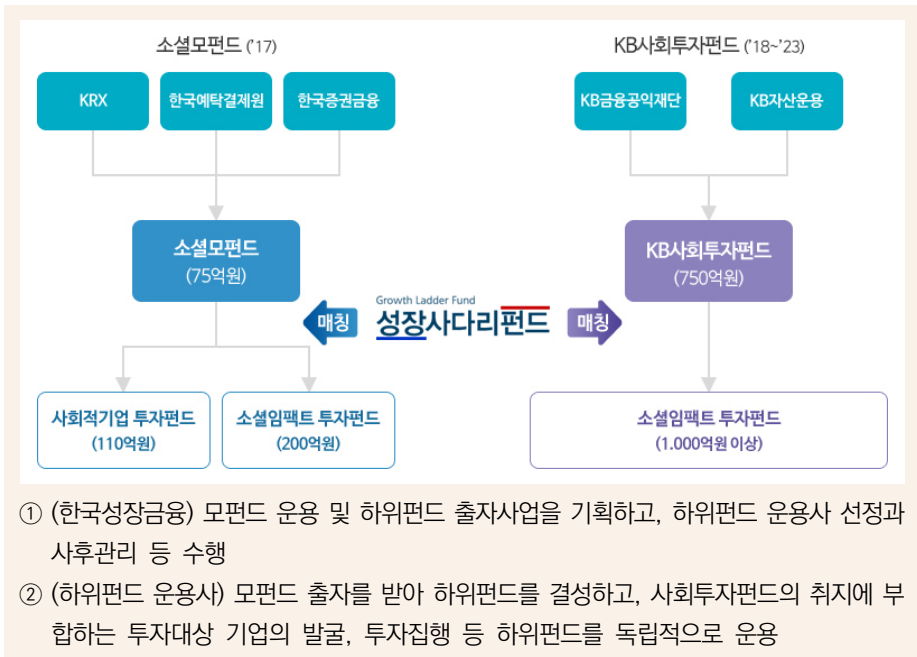 소셜모펀드 ('17)
KB사회투자펀드 ('18~'23)
KRX
한국예탁결제원
한국증권금융
KB금융공익재단
KB자산운용
소셜모펀드
(75억원)
KB사회투자펀드
(750억원)
매칭
Growth Ladder Fund
성장사다리펀드
매칭
사회적기업 투자펀드
(110억원)
소셜임팩트 투자펀드
(200억원)
소셜임팩트 투자펀드
(1.000억원 이상)
① (한국성장금융) 모펀드 운용 및 하위펀드 출자사업을 기획하고, 하위펀드 운용사 선정과
사후관리 등 수행
② (하위펀드 운용사) 모펀드 출자를 받아 하위펀드를 결성하고, 사회투자펀드의 취지에 부
합하는 투자대상 기업의 발굴, 투자집행 등 하위펀드를 독립적으로 운용